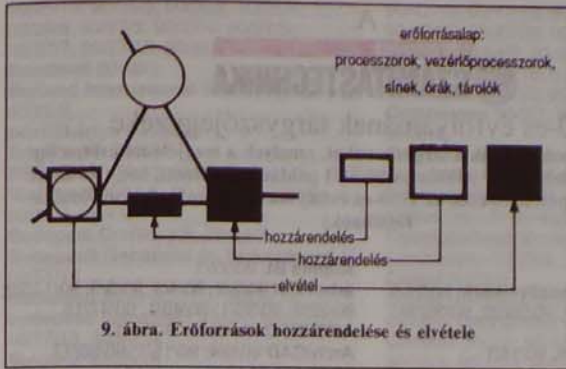 erőforrásalap:
processzorok, vezérlőprocesszorok,
sínek, órák, tárolók
hozzárendelés
hozzárendelés
elvétel
9. ábra. Erőforrások hozzárendelése és elvétele